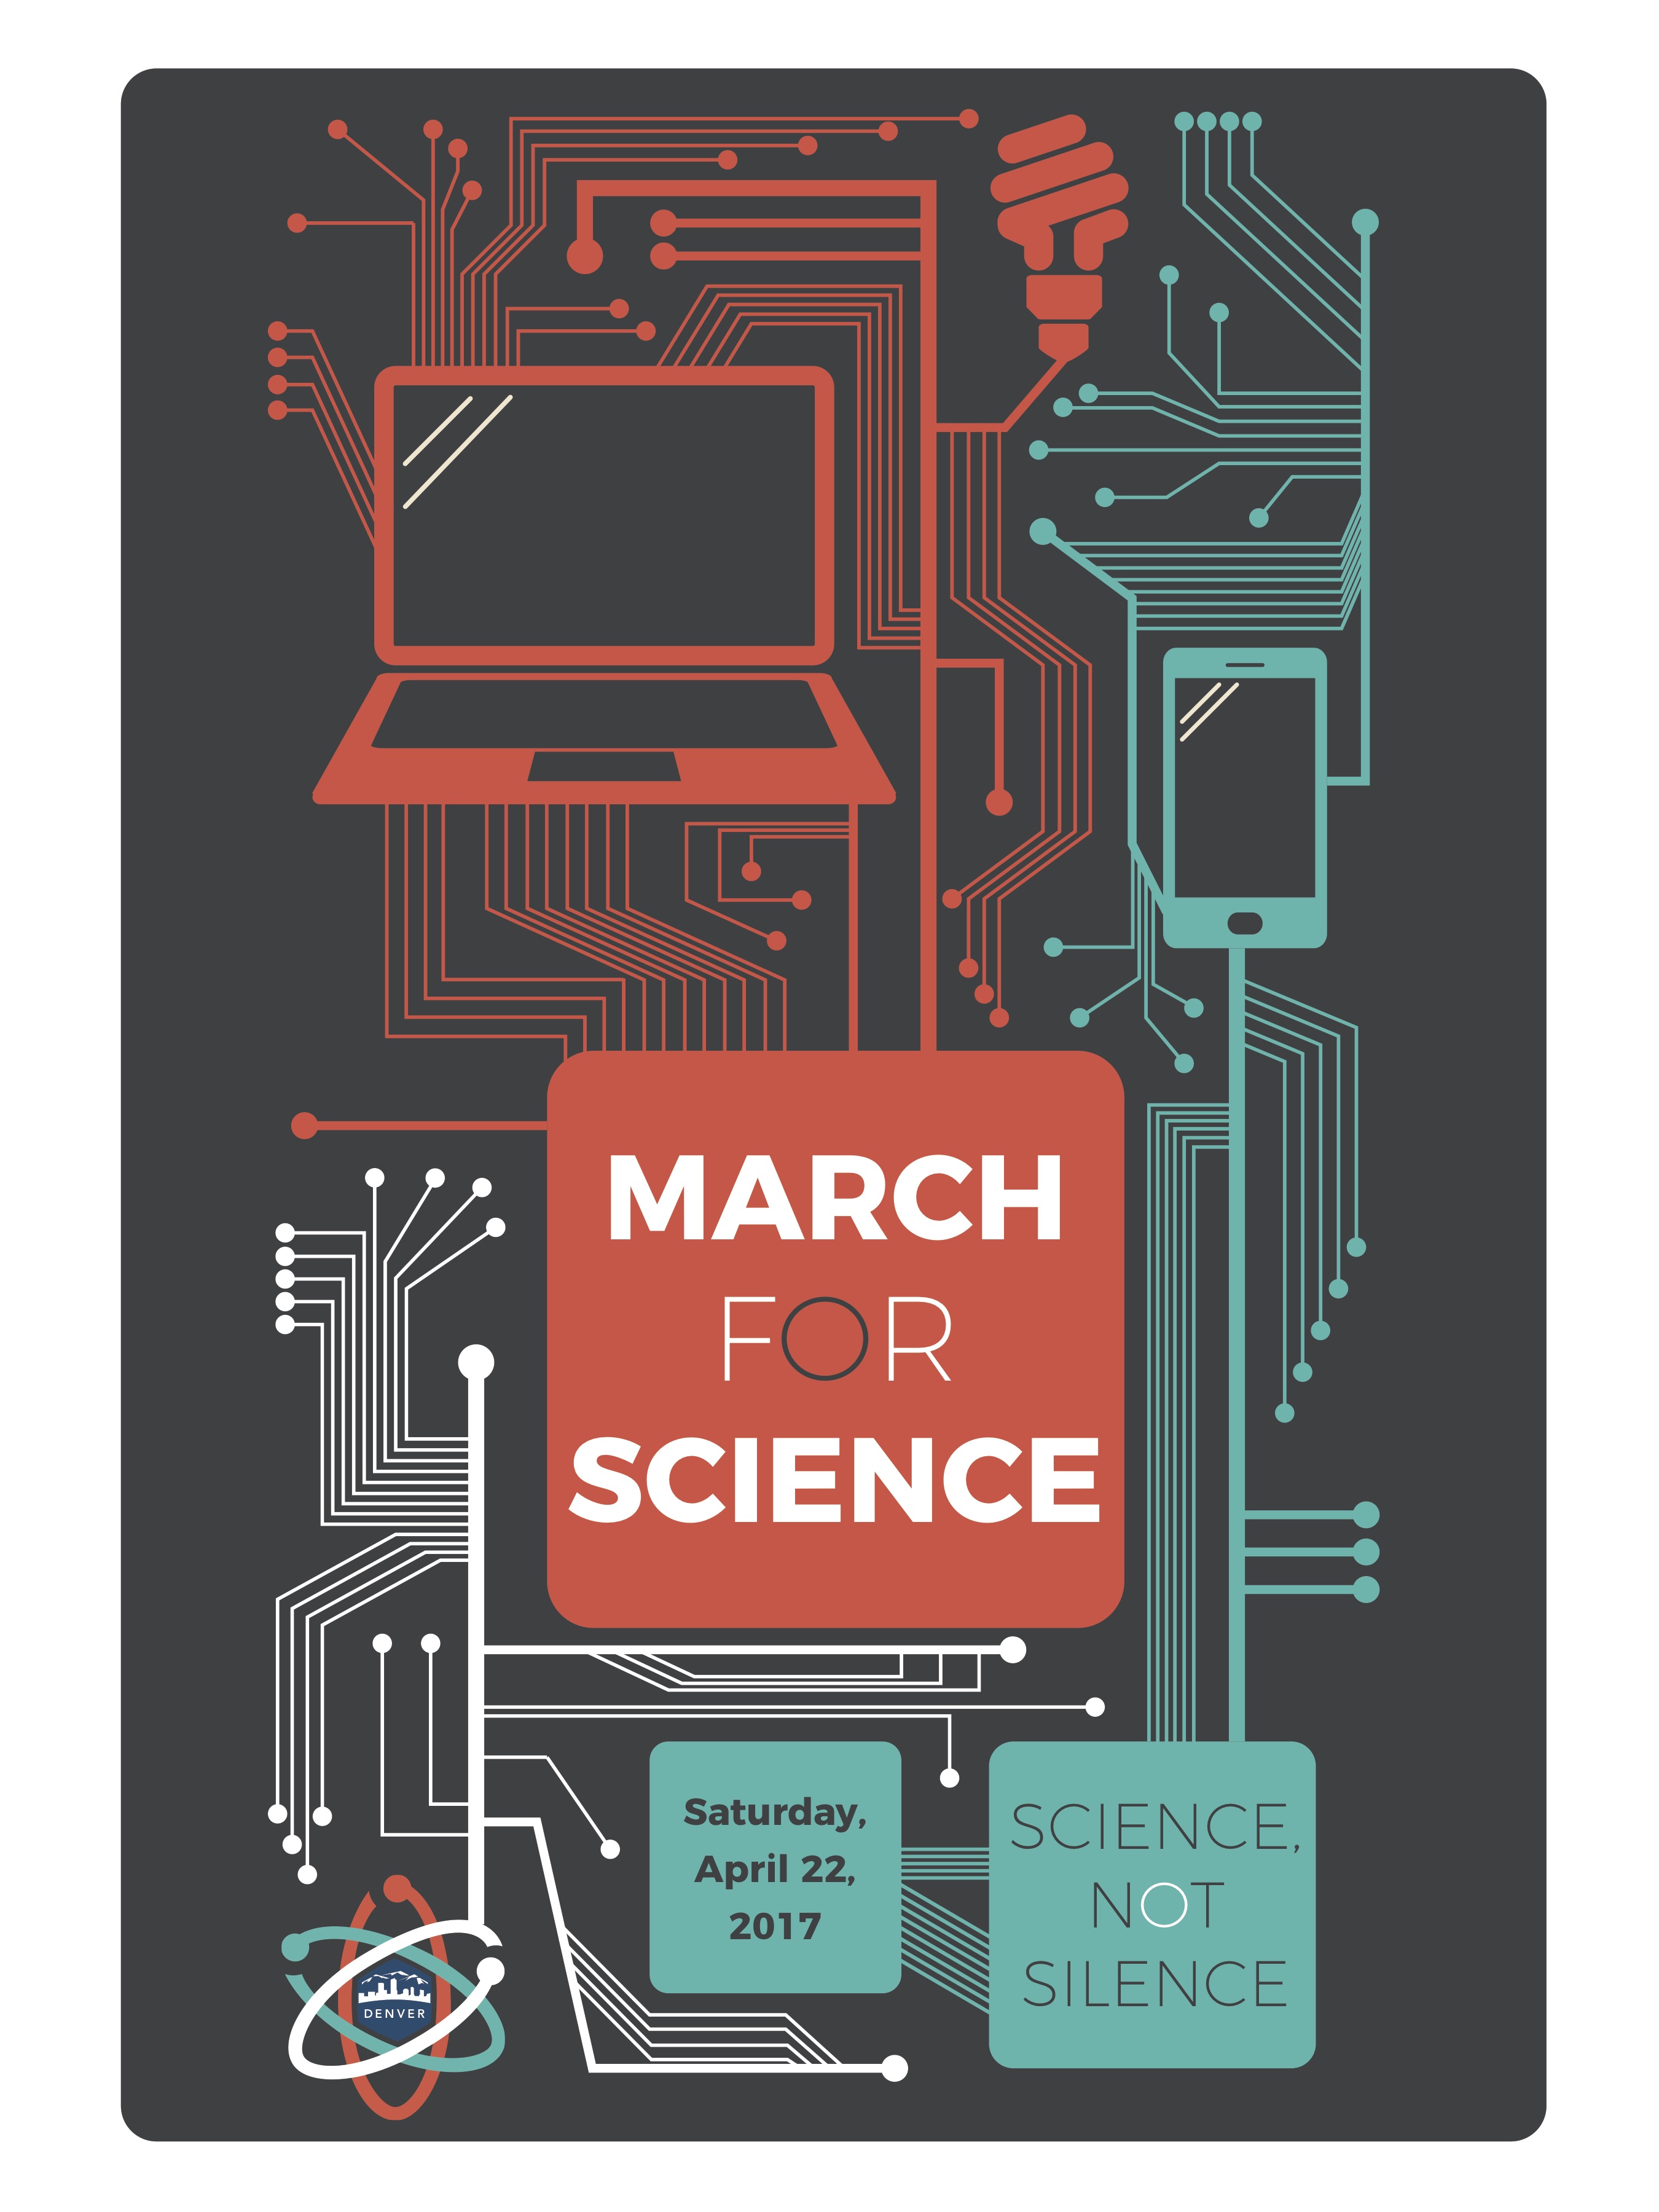 MARCH
FOR
SCIENCE
Saturday,
April 22,
2017
SCIENCE,
NOT
SILENCE
DENVER